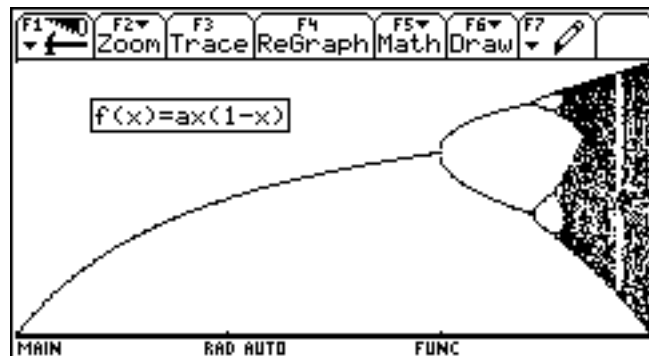 F1 F2 F3 F4 F5 F6 F7
Zoom Trace ReGraph Math Draw
f(x)=ax(1-x)
MAIN RAD AUTO FUNC